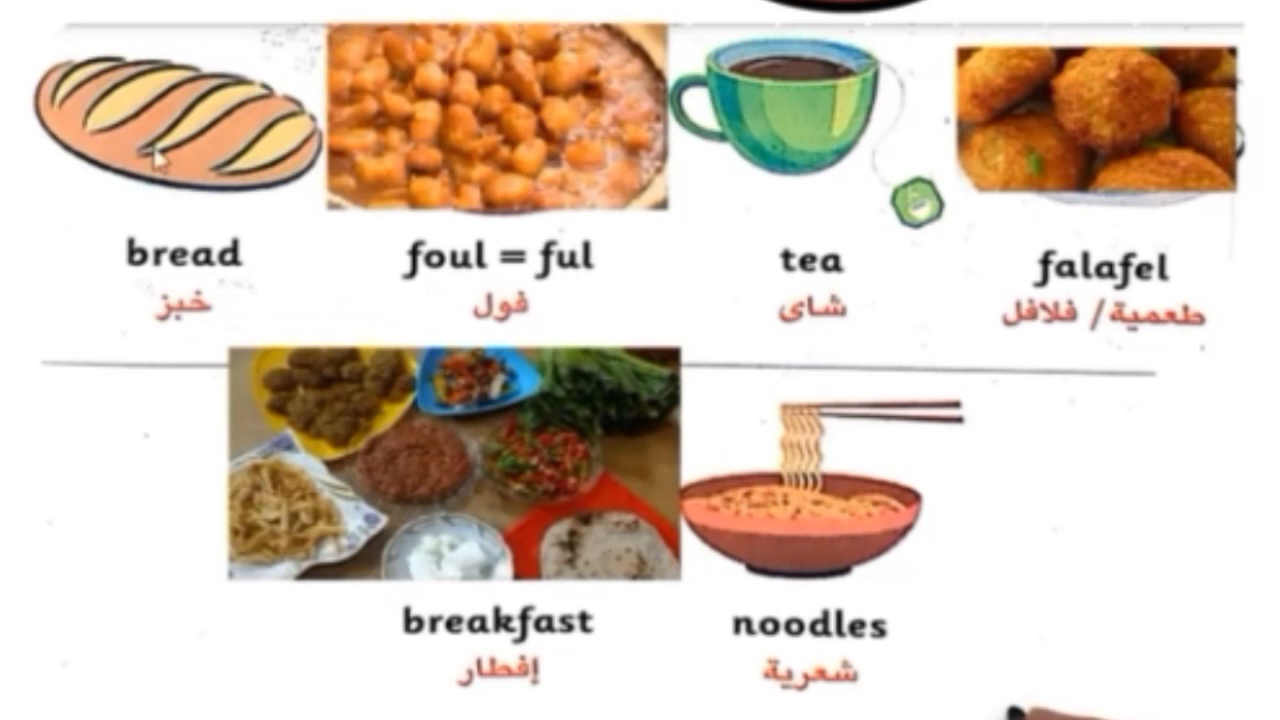 bread
foul = ful
tea
falafel
خبز
فول
شاى
طعمية / فلافل
breakfast
noodles
إفطار
شعرية